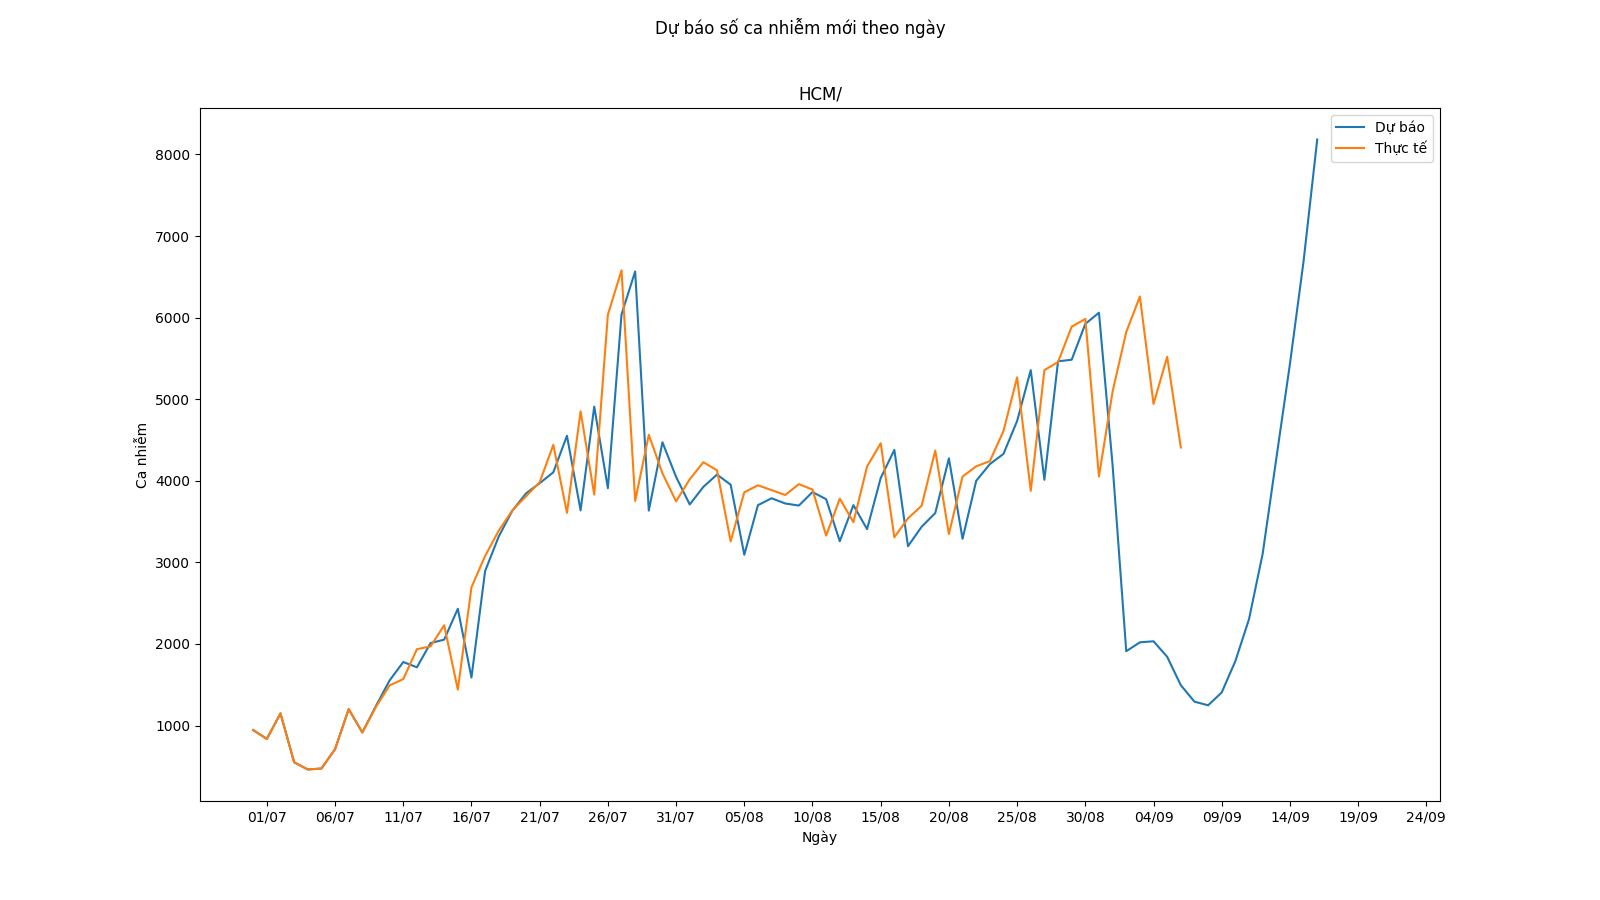 Dự báo số ca nhiễm mới theo ngày
HCM/
Dự báo
Thực tế
8000
7000
6000
5000
4000
3000
2000
1000
Ca nhiễm
01/07 06/07 11/07 16/07 21/07 26/07 31/07 05/08 10/08 15/08 20/08 25/08 30/08 04/09 09/09 14/09 19/09 24/09
Ngày